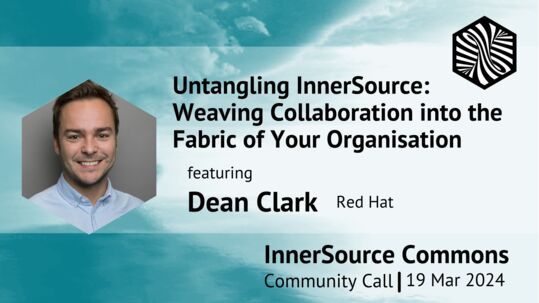 Untangling InnerSource:
Weaving Collaboration into the
Fabric of Your Organisation
featuring
Dean Clark Red Hat
InnerSource Commons
Community Call | 19 Mar 2024